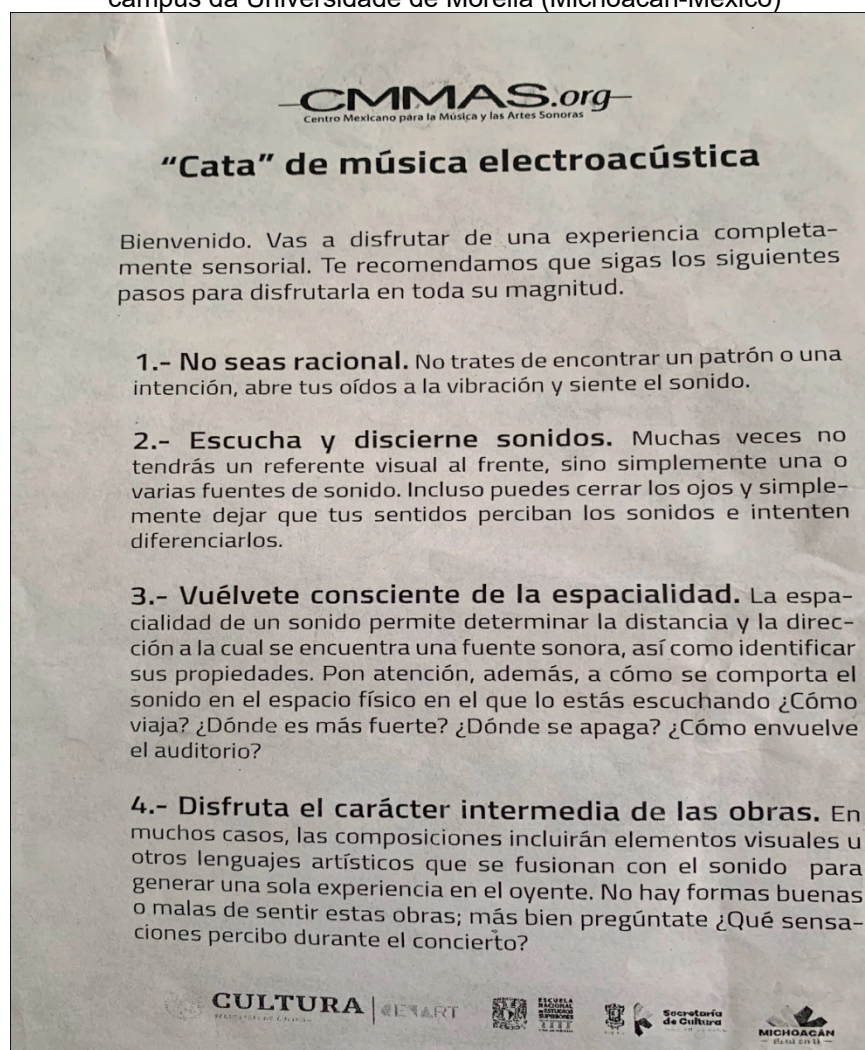 campus da Universidade de Morelia (Michoacán-México)
CMMAS.org
Centro Mexicano para la Música y las Artes Sonoras
“Cata” de música electroacústica
Bienvenido. Vas a disfrutar de una experiencia completa-
mente sensorial. Te recomendamos que sigas los siguientes
pasos para disfrutarla en toda su magnitud.
1.- No seas racional. No trates de encontrar un patrón o una
intención, abre tus oídos a la vibración y siente el sonido.
2.- Escucha y discierne sonidos. Muchas veces no
tendrás un referente visual al frente, sino simplemente una o
varias fuentes de sonido. Incluso puedes cerrar los ojos y simple-
mente dejar que tus sentidos perciban los sonidos e intenten
diferenciarlos.
3.- Vuélvete consciente de la espacialidad. La espa-
cialidad de un sonido permite determinar la distancia y la direc-
ción a la cual se encuentra una fuente sonora, así como identificar
sus propiedades. Pon atención, además, a cómo se comporta el
sonido en el espacio físico en el que lo estás escuchando ¿Cómo
viaja? ¿Dónde es más fuerte? ¿Dónde se apaga? ¿Cómo envuelve
el auditorio?
4.- Disfruta el carácter intermedia de las obras. En
muchos casos, las composiciones incluirán elementos visuales u
otros lenguajes artísticos que se fusionan con el sonido para
generar una sola experiencia en el oyente. No hay formas buenas
o malas de sentir estas obras; más bien pregúntate ¿Qué sensa-
ciones percibo durante el concierto?
CULTURA
CENART
ESCUELA
NACIONAL
DE ESTUDIOS
SUPERIORES
Secretaría
de Cultura
MICHOACÁN